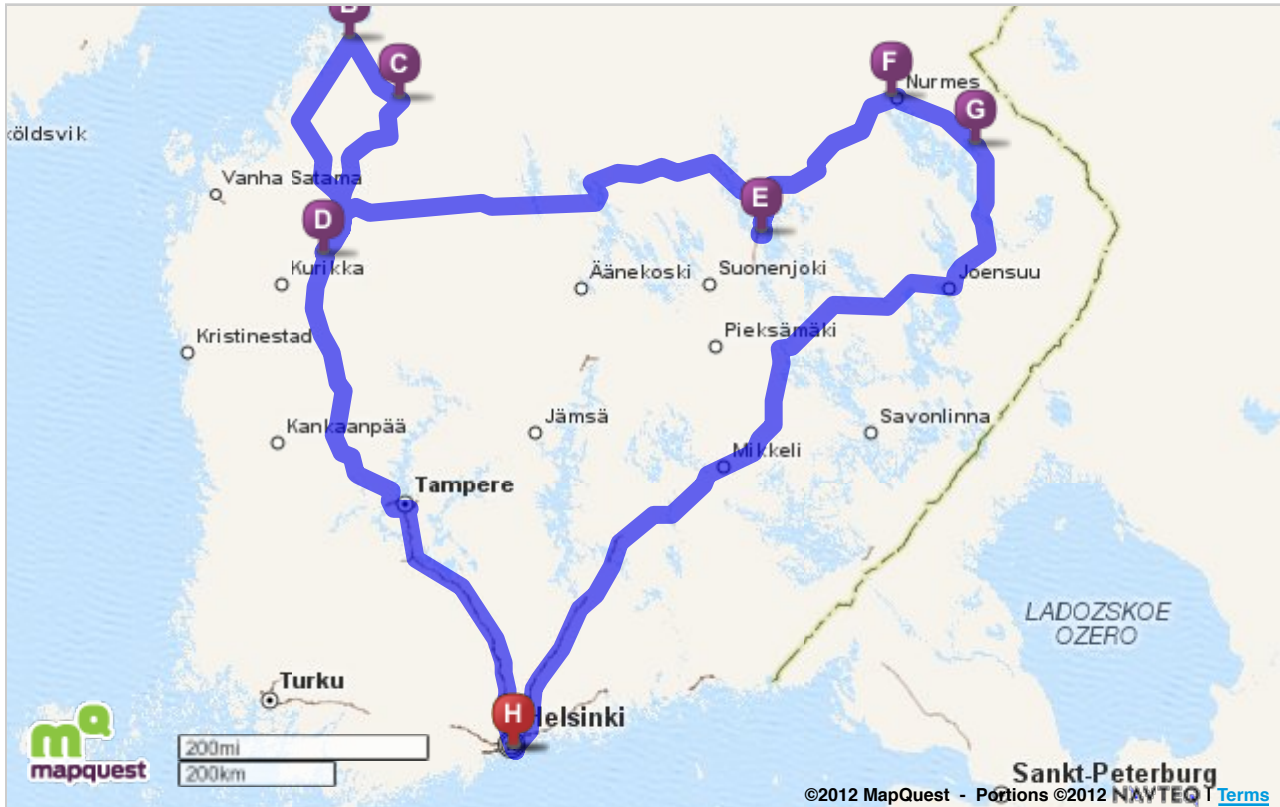 B
C
F
Nurmes
G
köldsvik
Vanha Satama
E
D
Kurikka
Äänekoski
Suonenjoki
Joensuu
Kristinestad
Pieksämäki
Jämsä
Savonlinna
Kankaanpää
Mikkeli
Tampere
LADOZSKOE
OZERO
Turku
H
Helsinki
mQ
mapquest
200mi
200km
Sankt-Peterburg
©2012 MapQuest - Portions ©2012 NAVTEQ | Terms